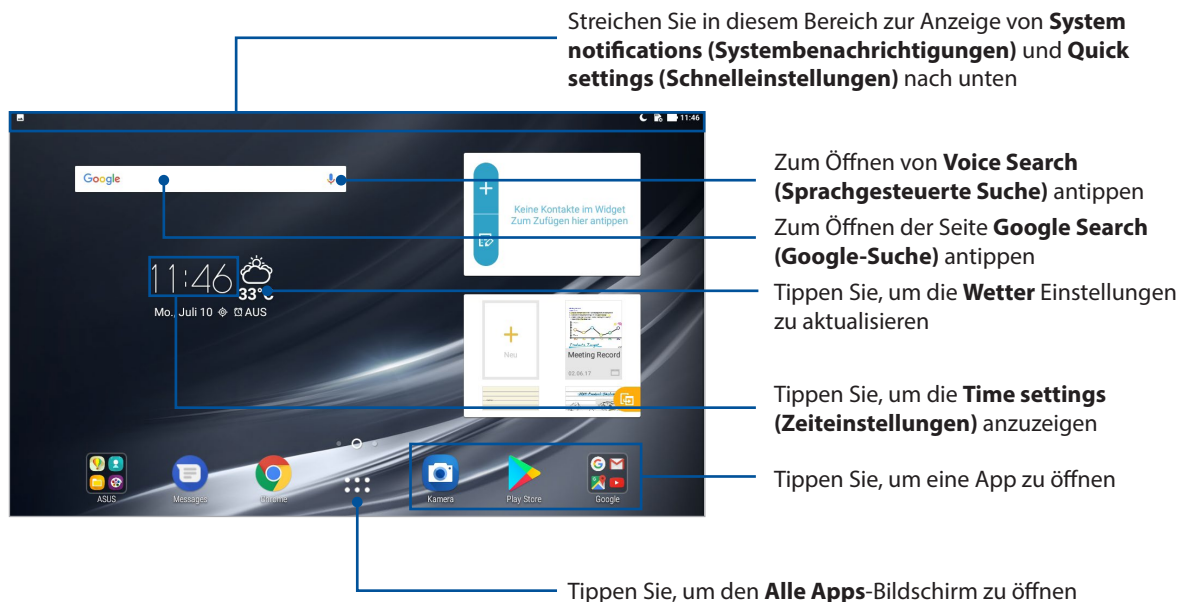 Streichen Sie in diesem Bereich zur Anzeige von System
notifications (Systembenachrichtigungen) und Quick
settings (Schnelleinstellungen) nach unten
11:46
Google
Keine Kontakte im Widget
Zum Zufügen hier antippen
11:46
33°C
Mo., Juli 10 AUS
Neu
Meeting Record
02.06.17
ASUS
Messages
Chrome
Kamera
Play Store
Google
Zum Öffnen von Voice Search
(Sprachgesteuerte Suche) antippen
Zum Öffnen der Seite Google Search
(Google-Suche) antippen
Tippen Sie, um die Wetter Einstellungen
zu aktualisieren
Tippen Sie, um die Time settings
(Zeiteinstellungen) anzuzeigen
Tippen Sie, um eine App zu öffnen
Tippen Sie, um den Alle Apps-Bildschirm zu öffnen